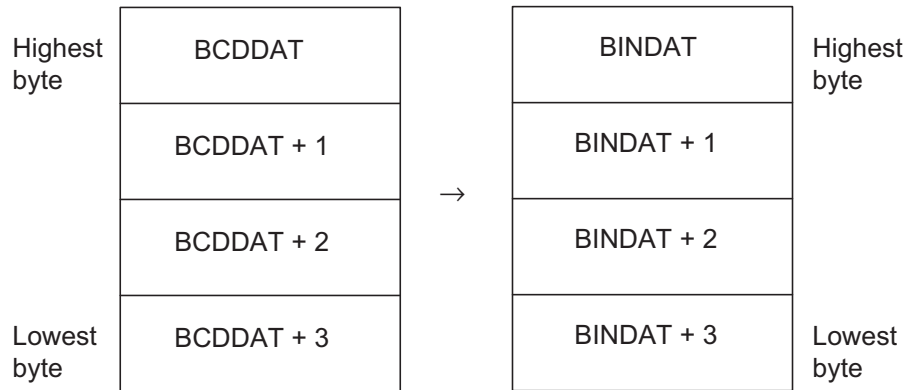 Highest
byte
BCDDAT
BINDAT
Highest
byte
BCDDAT + 1
BINDAT + 1
→
BCDDAT + 2
BINDAT + 2
Lowest
byte
BCDDAT + 3
BINDAT + 3
Lowest
byte